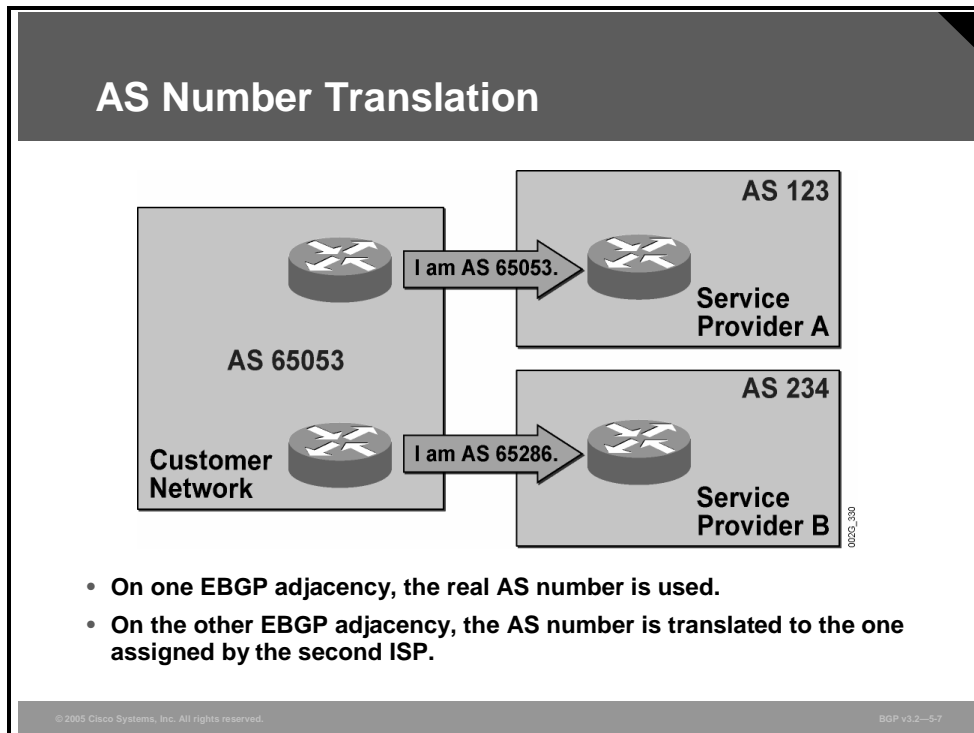 AS Number Translation
AS 123
I am AS 65053.
Service
Provider A
AS 65053
AS 234
I am AS 65286.
Customer
Network
Service
Provider B
002G_330
• On one EBGP adjacency, the real AS number is used.
• On the other EBGP adjacency, the AS number is translated to the one
assigned by the second ISP.
© 2005 Cisco Systems, Inc. All rights reserved.
BGP v3.2—5-7